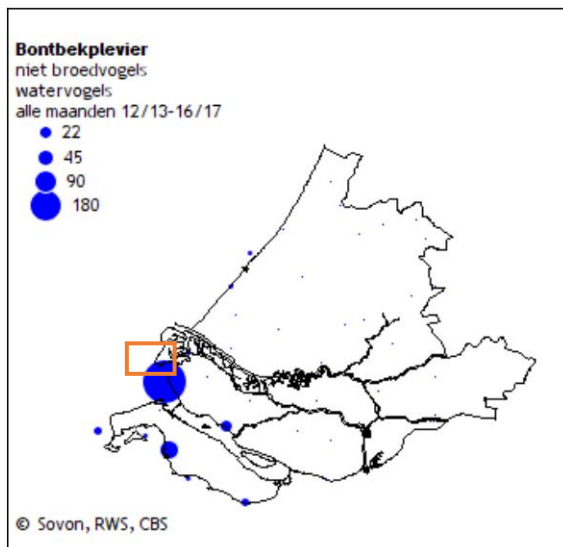 Bontbekplevier
niet broedvogels
watervogels
alle maanden 12/13-16/17
22
45
90
180
© Sovon, RWS, CBS